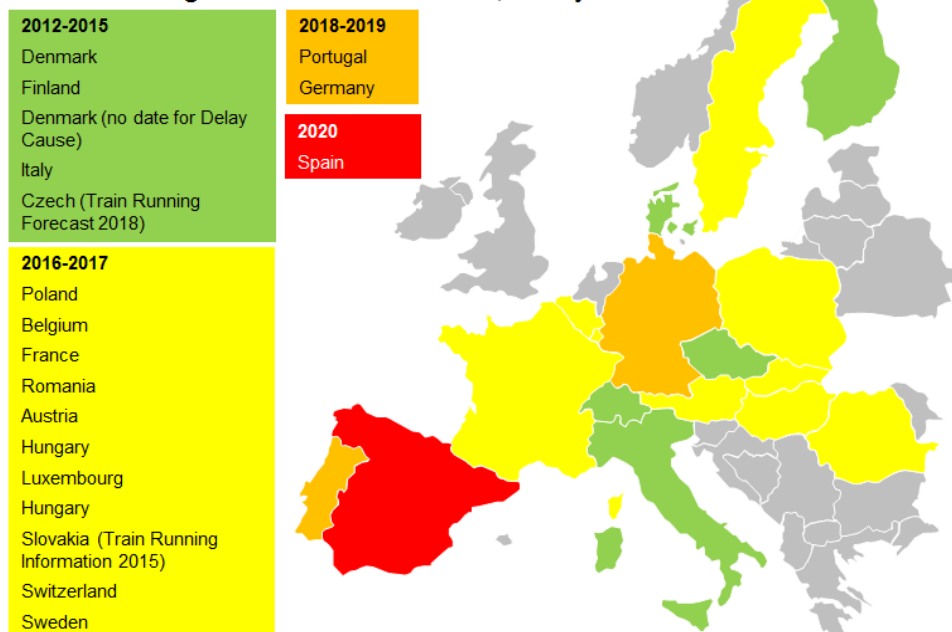 2012-2015
Denmark
Finland
Denmark (no date for Delay
Cause)
Italy
Czech (Train Running
Forecast 2018)
2016-2017
Poland
Belgium
France
Romania
Austria
Hungary
Luxembourg
Hungary
Slovakia (Train Running
Information 2015)
Switzerland
Sweden
2018-2019
Portugal
Germany
2020
Spain